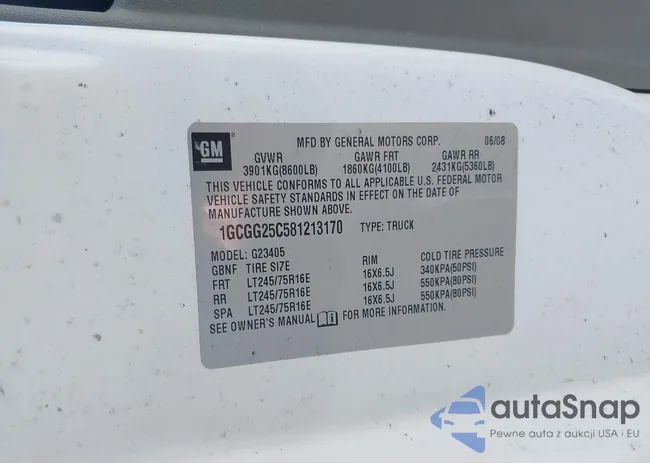 GM
MFD BY GENERAL MOTORS CORP. 06/08
GVWR GAWR FRT GAWR RR
3901KG(8600LB) 1860KG(4100LB) 2431KG(5360LB)
THIS VEHICLE CONFORMS TO ALL APPLICABLE U.S. FEDERAL MOTOR
VEHICLE SAFETY STANDARDS IN EFFECT ON THE DATE OF
MANUFACTURE SHOWN ABOVE.
1GCGG25C581213170 TYPE: TRUCK
MODEL: G23405
GBNF TIRE SIZE RIM COLD TIRE PRESSURE
FRT LT245/75R16E 16X6.5J 340KPA(50PSI)
RR LT245/75R16E 16X6.5J 550KPA(80PSI)
SPA LT245/75R16E 16X6.5J 550KPA(80PSI)
SEE OWNER'S MANUAL FOR MORE INFORMATION.
autaSnap
Pewne auta z aukcji USA i EU